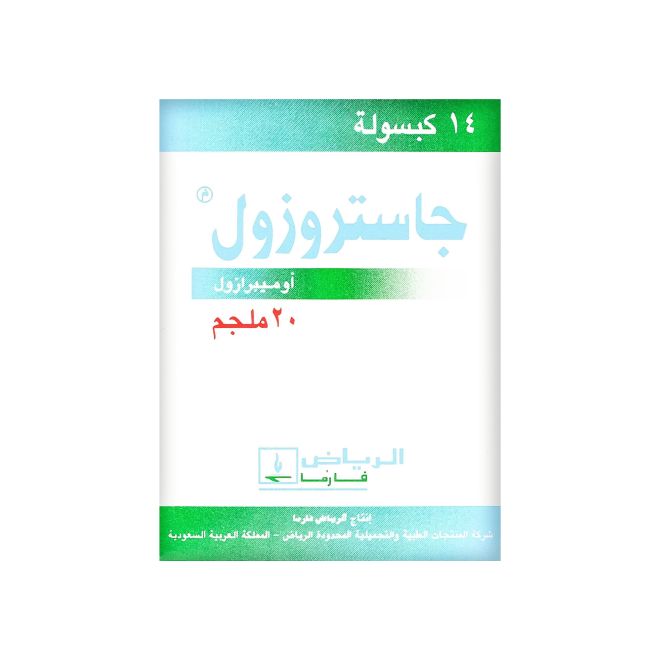 ١٤ كبسولة
جاستروزول م
أوميبرازول
٢٠ ملجم
الرياض
فارما
إنتاج الرياض فارما
شركة المنتجات الطبية والتجميلية المحدودة الرياض - المملكة العربية السعودية